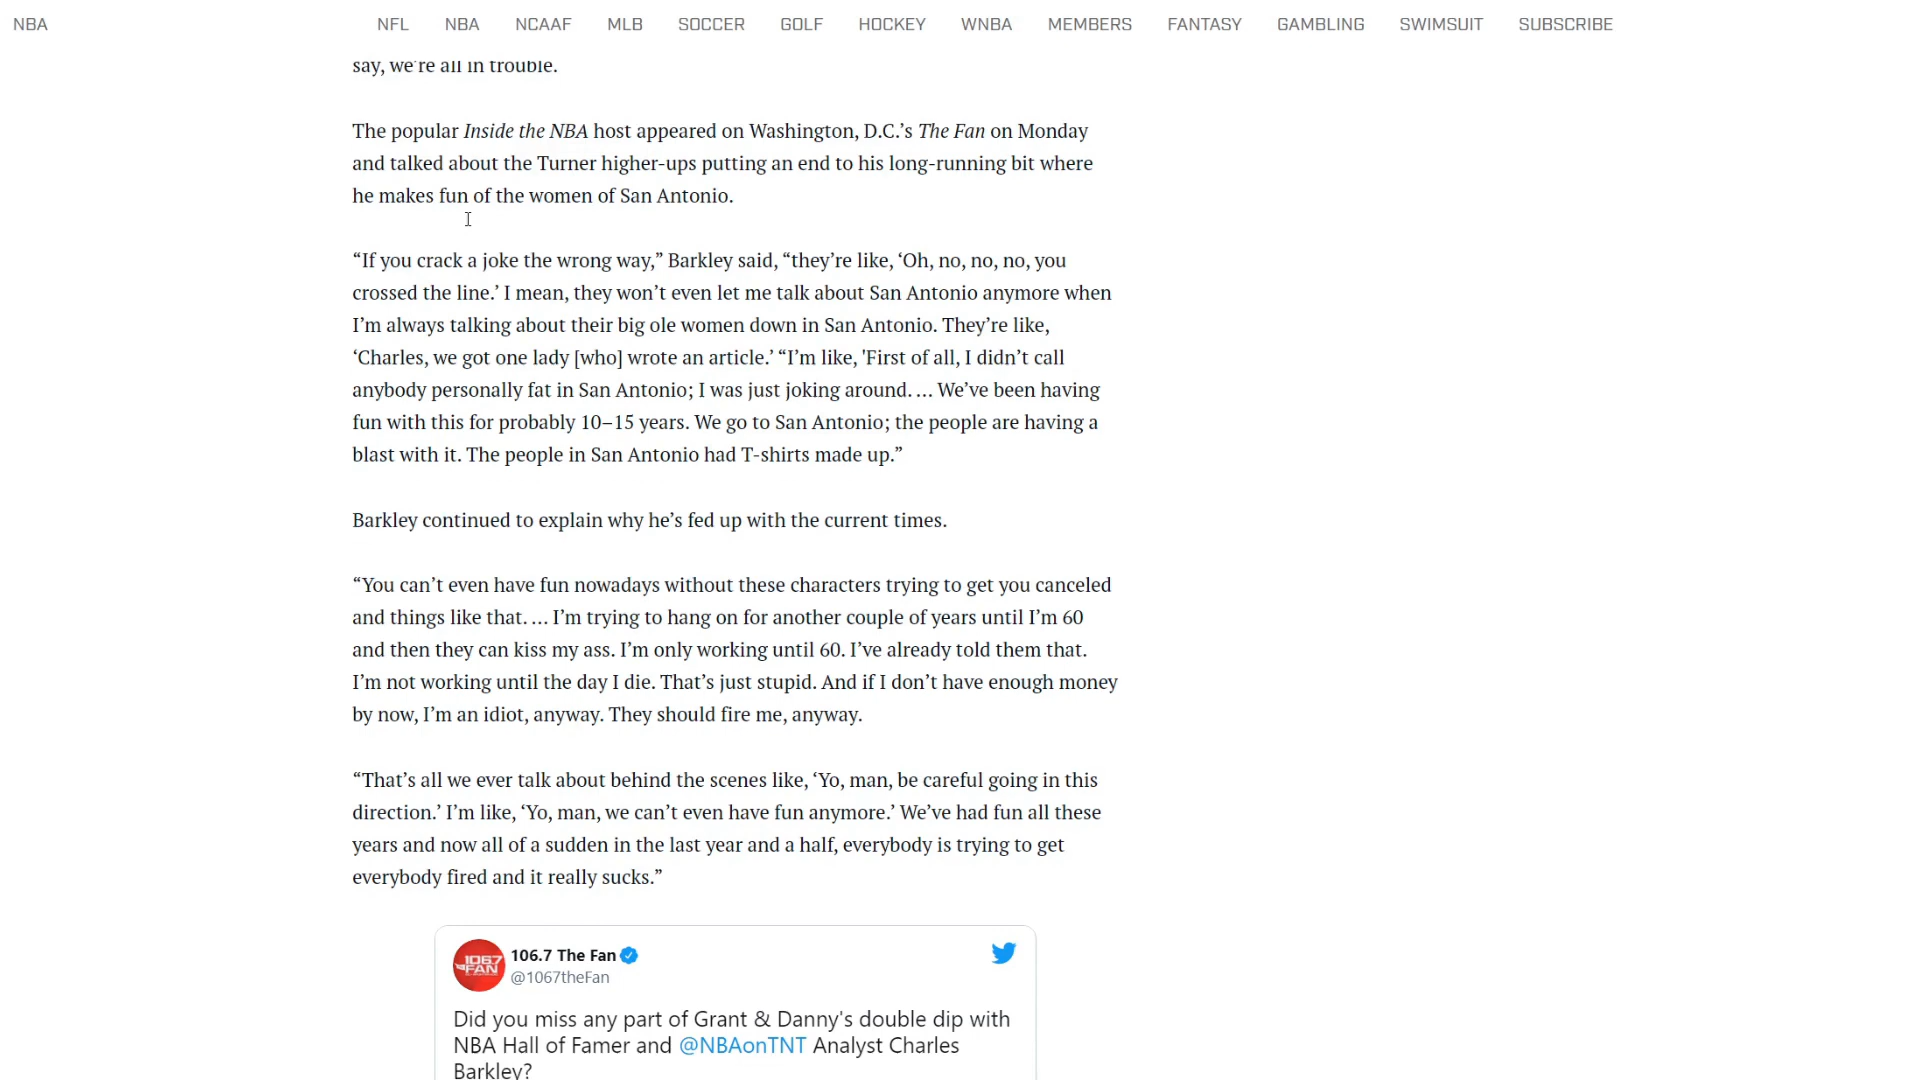 NBA
NFL NBA NCAAF MLB SOCCER GOLF HOCKEY WNBA MEMBERS FANTASY GAMBLING SWIMSUIT SUBSCRIBE
say, we’re all in trouble.
The popular Inside the NBA host appeared on Washington, D.C.’s The Fan on Monday
and talked about the Turner higher-ups putting an end to his long-running bit where
he makes fun of the women of San Antonio.
“If you crack a joke the wrong way,” Barkley said, “they’re like, ‘Oh, no, no, no, you
crossed the line.’ I mean, they won’t even let me talk about San Antonio anymore when
I’m always talking about their big ole women down in San Antonio. They’re like,
‘Charles, we got one lady [who] wrote an article.’ “I’m like, 'First of all, I didn’t call
anybody personally fat in San Antonio; I was just joking around. … We’ve been having
fun with this for probably 10–15 years. We go to San Antonio; the people are having a
blast with it. The people in San Antonio had T-shirts made up.”
Barkley continued to explain why he’s fed up with the current times.
“You can’t even have fun nowadays without these characters trying to get you canceled
and things like that. … I’m trying to hang on for another couple of years until I’m 60
and then they can kiss my ass. I’m only working until 60. I’ve already told them that.
I’m not working until the day I die. That’s just stupid. And if I don’t have enough money
by now, I’m an idiot, anyway. They should fire me, anyway.
“That’s all we ever talk about behind the scenes like, ‘Yo, man, be careful going in this
direction.’ I’m like, ‘Yo, man, we can’t even have fun anymore.’ We’ve had fun all these
years and now all of a sudden in the last year and a half, everybody is trying to get
everybody fired and it really sucks.”
106.7 The Fan
@1067theFan
106.7
FAN
Did you miss any part of Grant & Danny's double dip with
NBA Hall of Famer and @NBAonTNT Analyst Charles
Barkley?